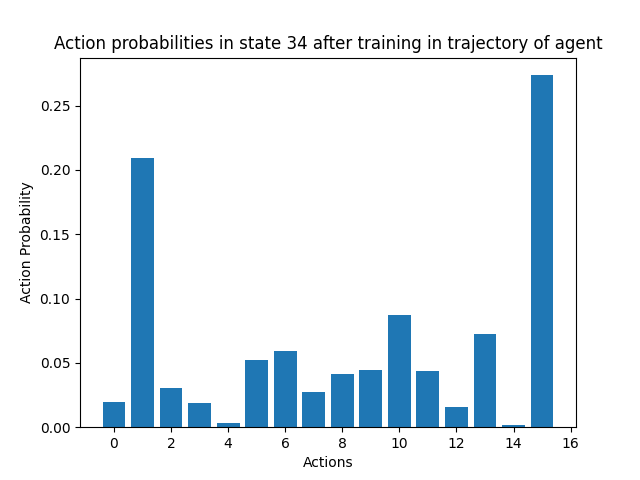 Action probabilities in state 34 after training in trajectory of agent
Action Probability
0.25
0.20
0.15
0.10
0.05
0.00
0 2 4 6 8 10 12 14 16
Actions